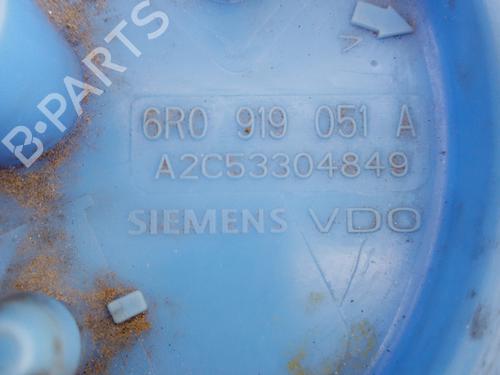 B-PARTS
6R0 919 051 A
A2C53304849
SIEMENS VDO